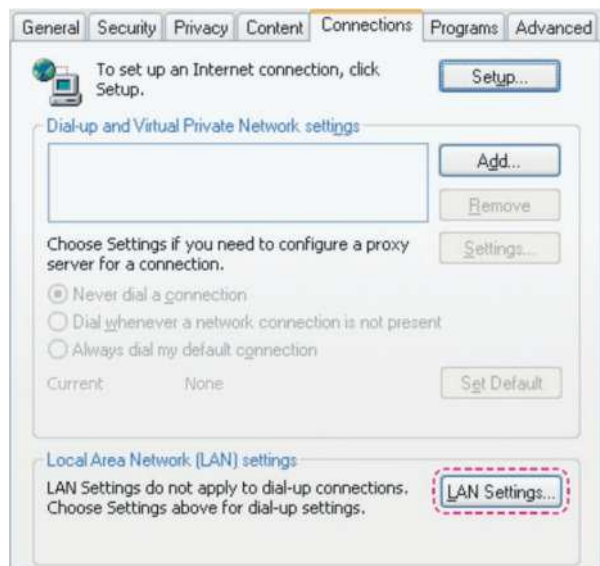 General Security Privacy Content Connections Programs Advanced
To set up an Internet connection, click
Setup.
Setup...
Dial-up and Virtual Private Network settings
Add...
Remove
Choose Settings if you need to configure a proxy
server for a connection.
Settings...
Never dial a connection
Dial whenever a network connection is not present
Always dial my default connection
Current None
Set Default
Local Area Network (LAN) settings
LAN Settings do not apply to dial-up connections.
Choose Settings above for dial-up settings.
LAN Settings...